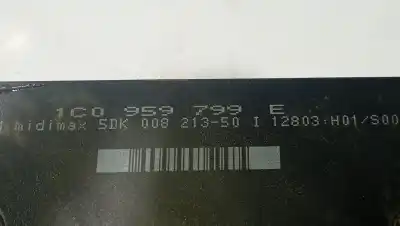 1C0 959 799 E
midimax 5DK 008 213-50 I 12803:H01/S00